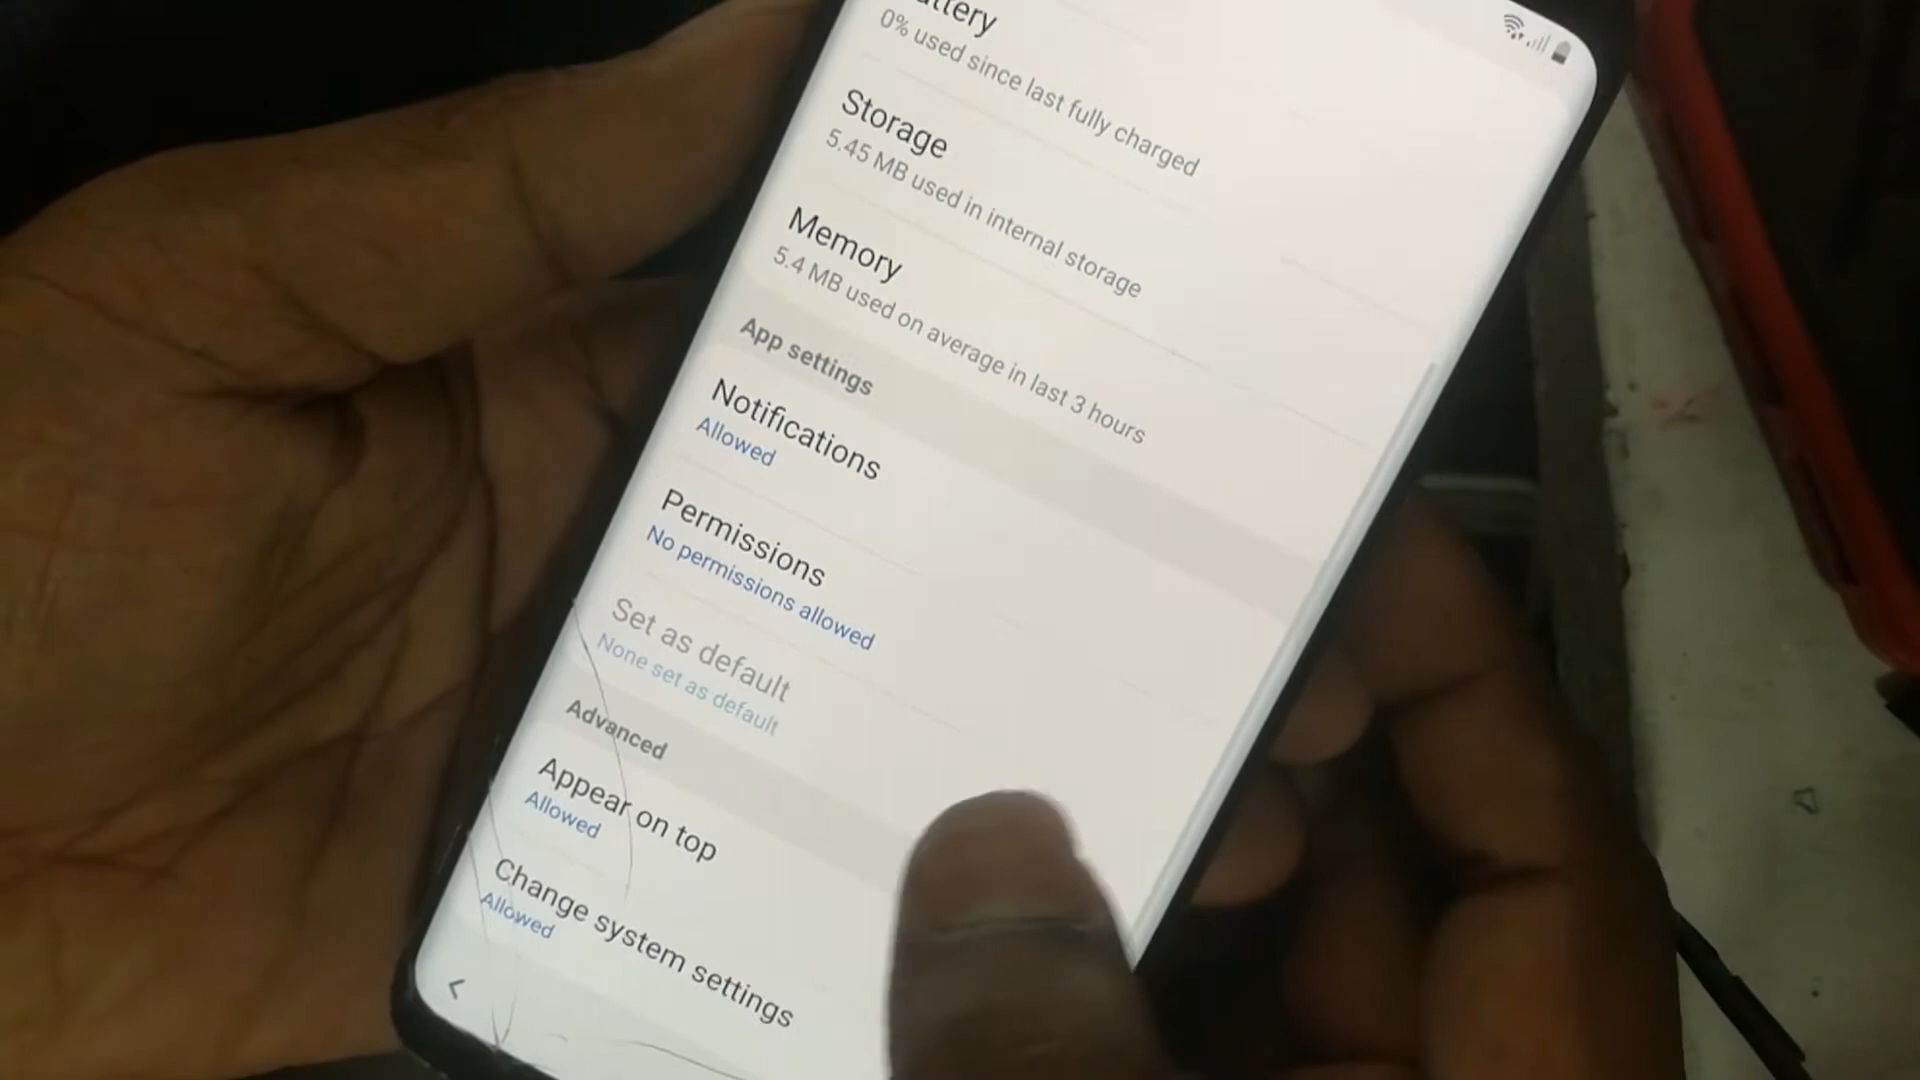 0% used since last fully charged
Storage
5.45 MB used in internal storage
Memory
5.4 MB used on average in last 3 hours
App settings
Notifications
Allowed
Permissions
No permissions allowed
Set as default
None set as default
Advanced
Appear on top
Allowed
Change system settings
Allowed